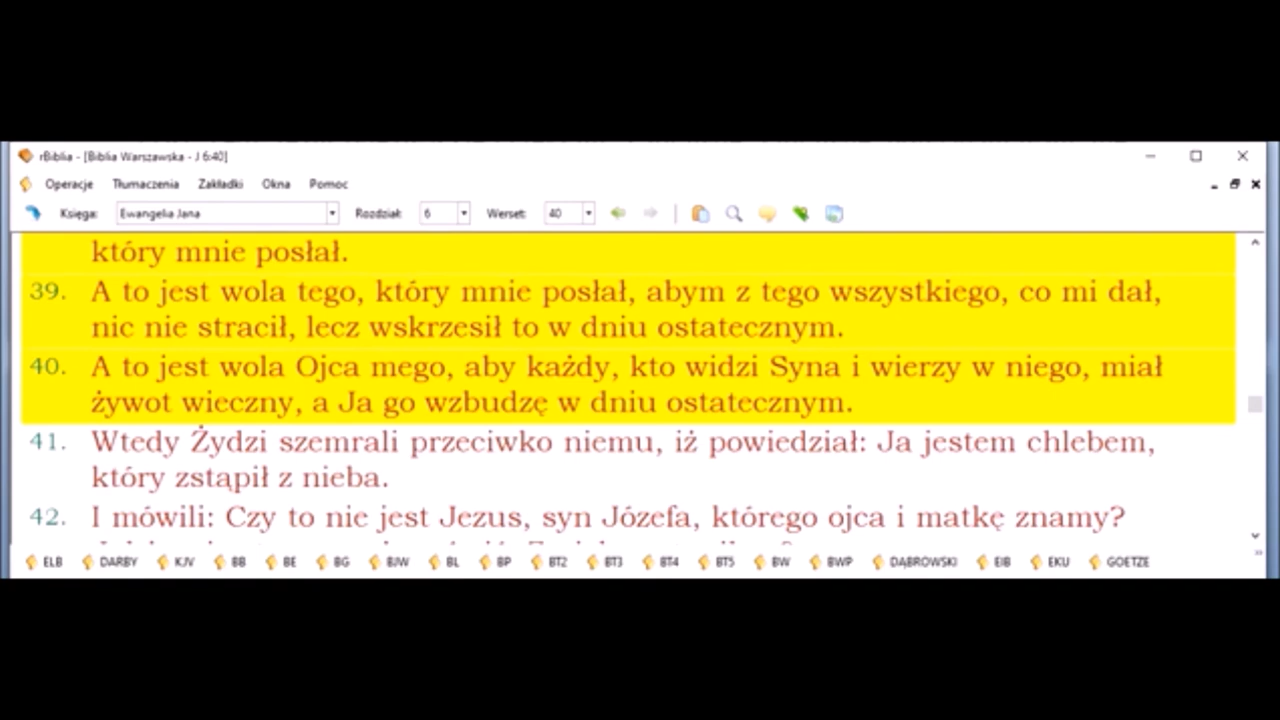 rBiblia - [Biblia Warszawska - J 6:40]
Operacje Tłumaczenia Zakładki Okna Pomoc
Księga: Ewangelia Jana Rozdział: 6 Werset: 40
który mnie posłał.
39. A to jest wola tego, który mnie posłał, abym z tego wszystkiego, co mi dał,
nic nie stracił, lecz wskrzesił to w dniu ostatecznym.
40. A to jest wola Ojca mego, aby każdy, kto widzi Syna i wierzy w niego, miał
żywot wieczny, a Ja go wzbudzę w dniu ostatecznym.
41. Wtedy Żydzi szemrali przeciwko niemu, iż powiedział: Ja jestem chlebem,
który zstąpił z nieba.
42. I mówili: Czy to nie jest Jezus, syn Józefa, którego ojca i matkę znamy?
ELB DARBY KJV BB BE BG BJW BL BP BT2 BT3 BT4 BT5 BW BWP DĄBROWSKI EIB EKU GOETZE